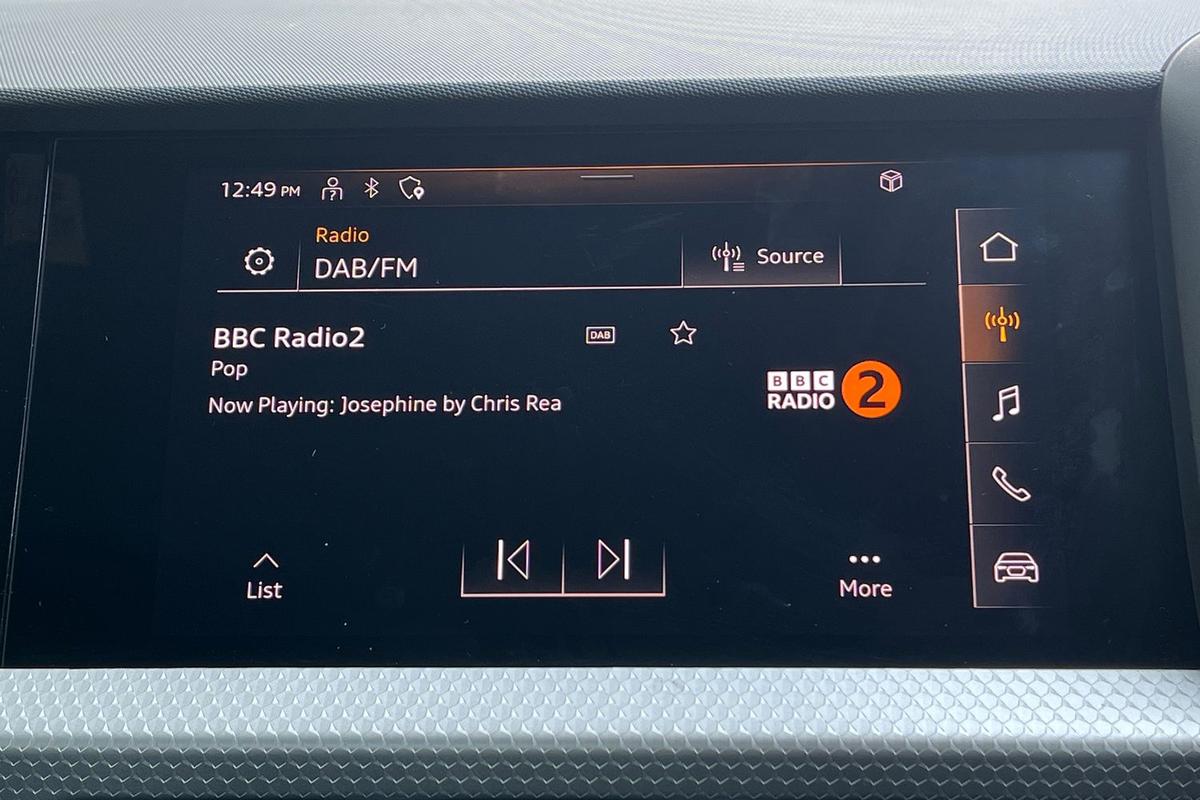 12:49 PM
Radio
DAB/FM
Source
BBC Radio2
DAB
Pop
Now Playing: Josephine by Chris Rea
BBC
RADIO 2
List
More